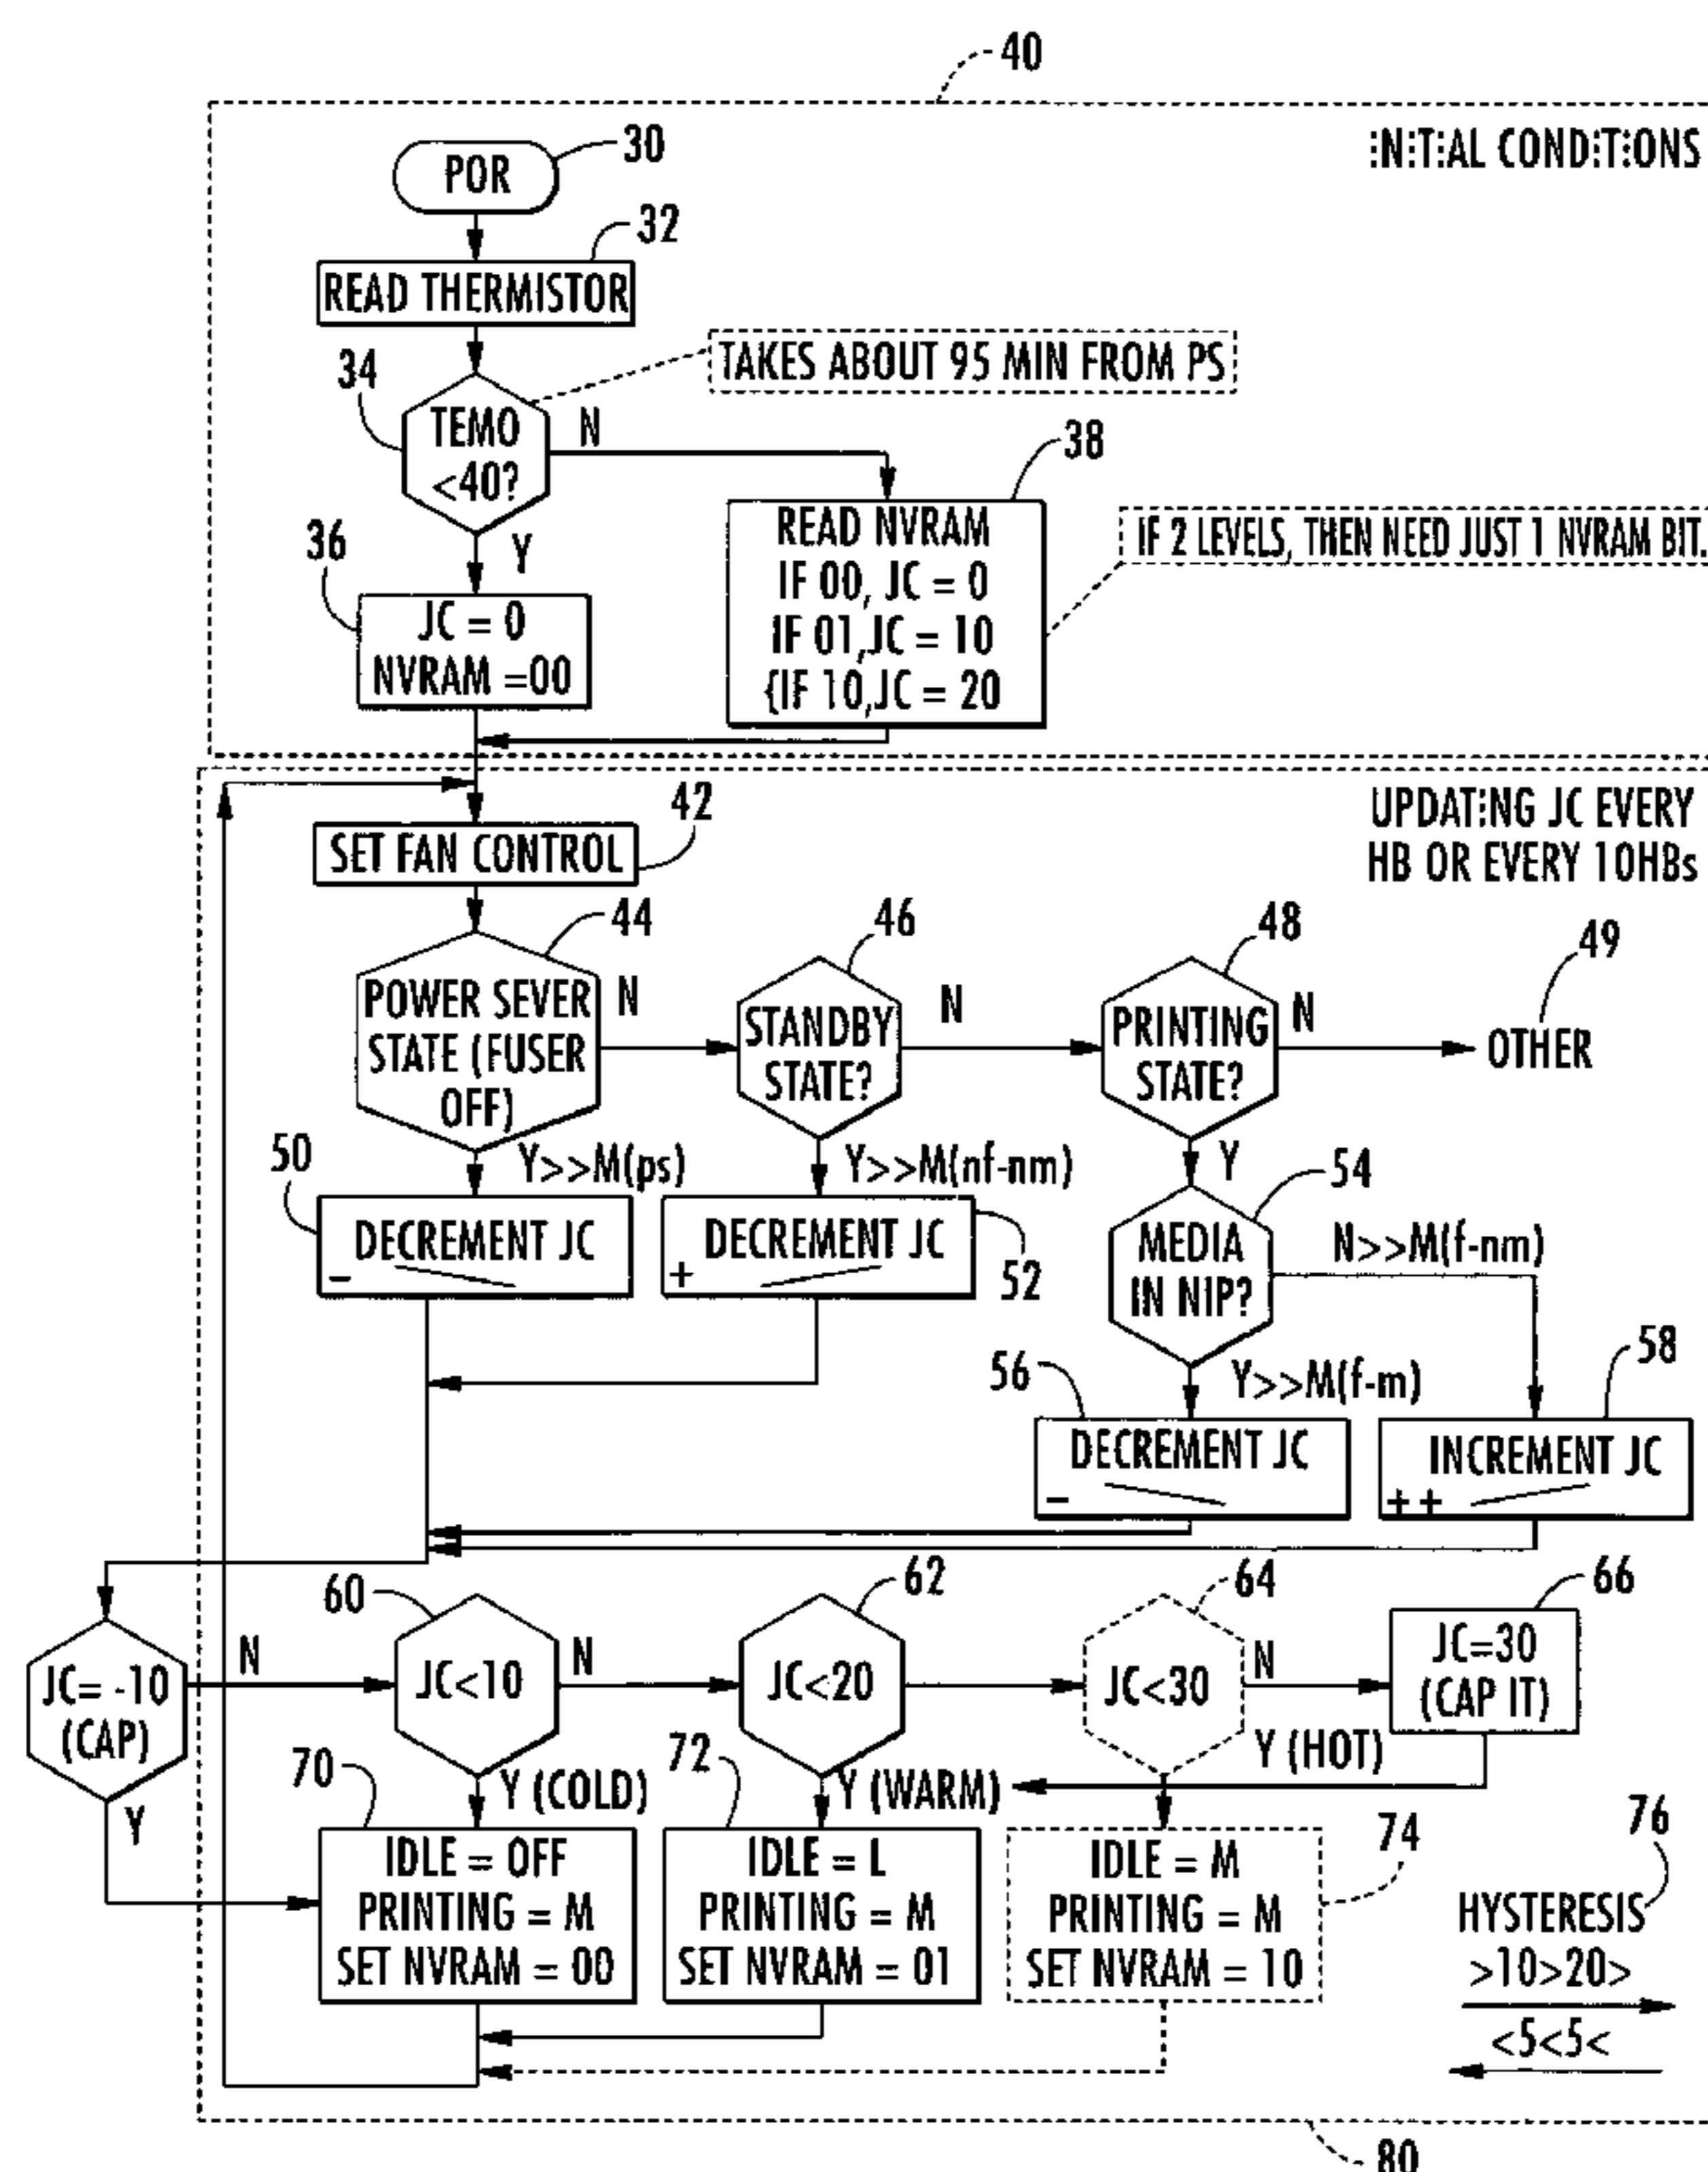 40
INITIAL CONDITIONS
POR
30
32
READ THERMISTOR
TAKES ABOUT 95 MIN FROM PS
34
TEMO
<40?
N
Y
38
READ NVRAM
IF 00, JC = 0
IF 01,JC = 10
{IF 10,JC = 20
IF 2 LEVELS, THEN NEED JUST 1 NVRAM BIT.
36
JC = 0
NVRAM =00
UPDATING JC EVERY
HB OR EVERY 10HBs
42
SET FAN CONTROL
44
POWER SEVER
STATE (FUSER
OFF)
N
46
STANDBY
STATE?
N
48
PRINTING
STATE?
N
49
OTHER
50
Y>>M(ps)
DECREMENT JC
−
Y>>M(nf-nm)
DECREMENT JC
+
52
Y
54
MEDIA
IN NIP?
N>>M(f-nm)
56
Y>>M(f-m)
DECREMENT JC
−
58
INCREMENT JC
++
JC= -10
(CAP)
N
Y
60
JC<10
N
62
JC<20
64
JC<30
N
66
JC=30
(CAP IT)
Y (COLD)
Y (WARM)
Y (HOT)
70
IDLE = OFF
PRINTING = M
SET NVRAM = 00
72
IDLE = L
PRINTING = M
SET NVRAM = 01
74
IDLE = M
PRINTING = M
SET NVRAM = 10
76
HYSTERESIS
>10>20>
<5<5<
80